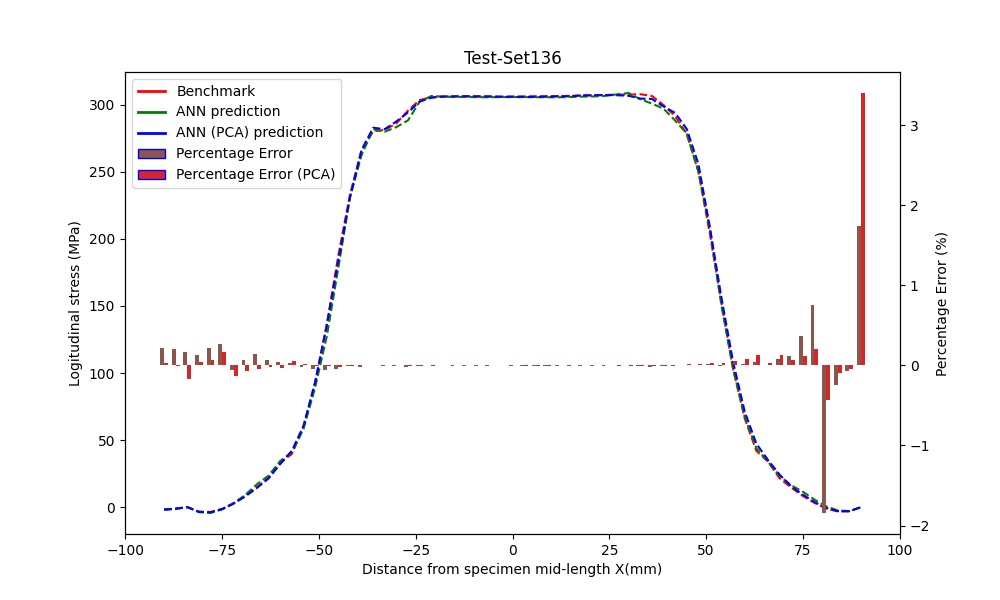 Test-Set136
Benchmark
ANN prediction
ANN (PCA) prediction
Percentage Error
Percentage Error (PCA)
Logitudinal stress (MPa)
300
250
200
150
100
50
0
3
2
1
0
−1
−2
Percentage Error (%)
−100 −75 −50 −25 0 25 50 75 100
Distance from specimen mid-length X(mm)